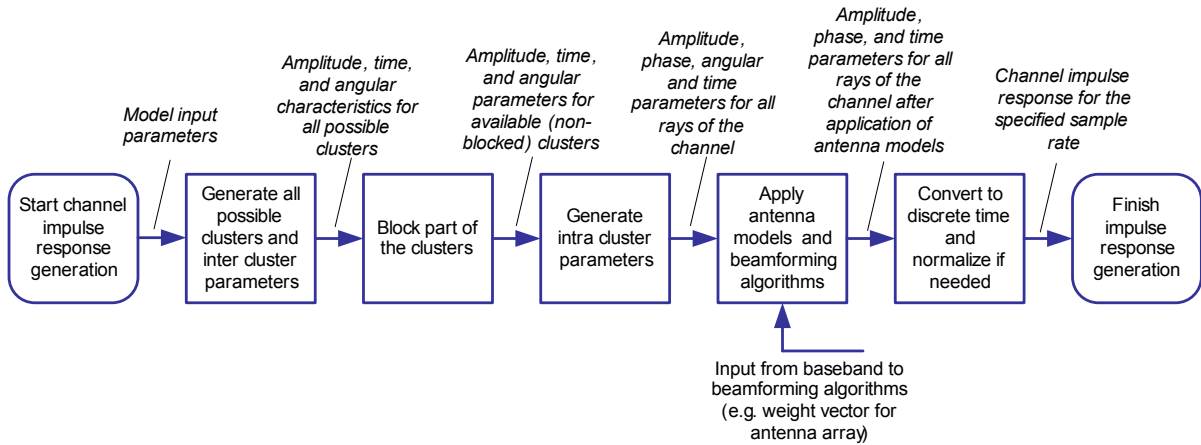 Model input
parameters
Amplitude, time,
and angular
characteristics for
all possible
clusters
Amplitude, time,
and angular
parameters for
available (non-
blocked) clusters
Amplitude,
phase, angular
and time
parameters for
all rays of the
channel
Amplitude,
phase, and time
parameters for all
rays of the
channel after
application of
antenna models
Channel impulse
response for the
specified sample
rate
Start channel
impulse
response
generation
Generate all
possible
clusters and
inter cluster
parameters
Block part of
the clusters
Generate
intra cluster
parameters
Apply
antenna
models and
beamforming
algorithms
Convert to
discrete time
and
normalize if
needed
Finish
impulse
response
generation
Input from baseband to
beamforming algorithms
(e.g. weight vector for
antenna array)